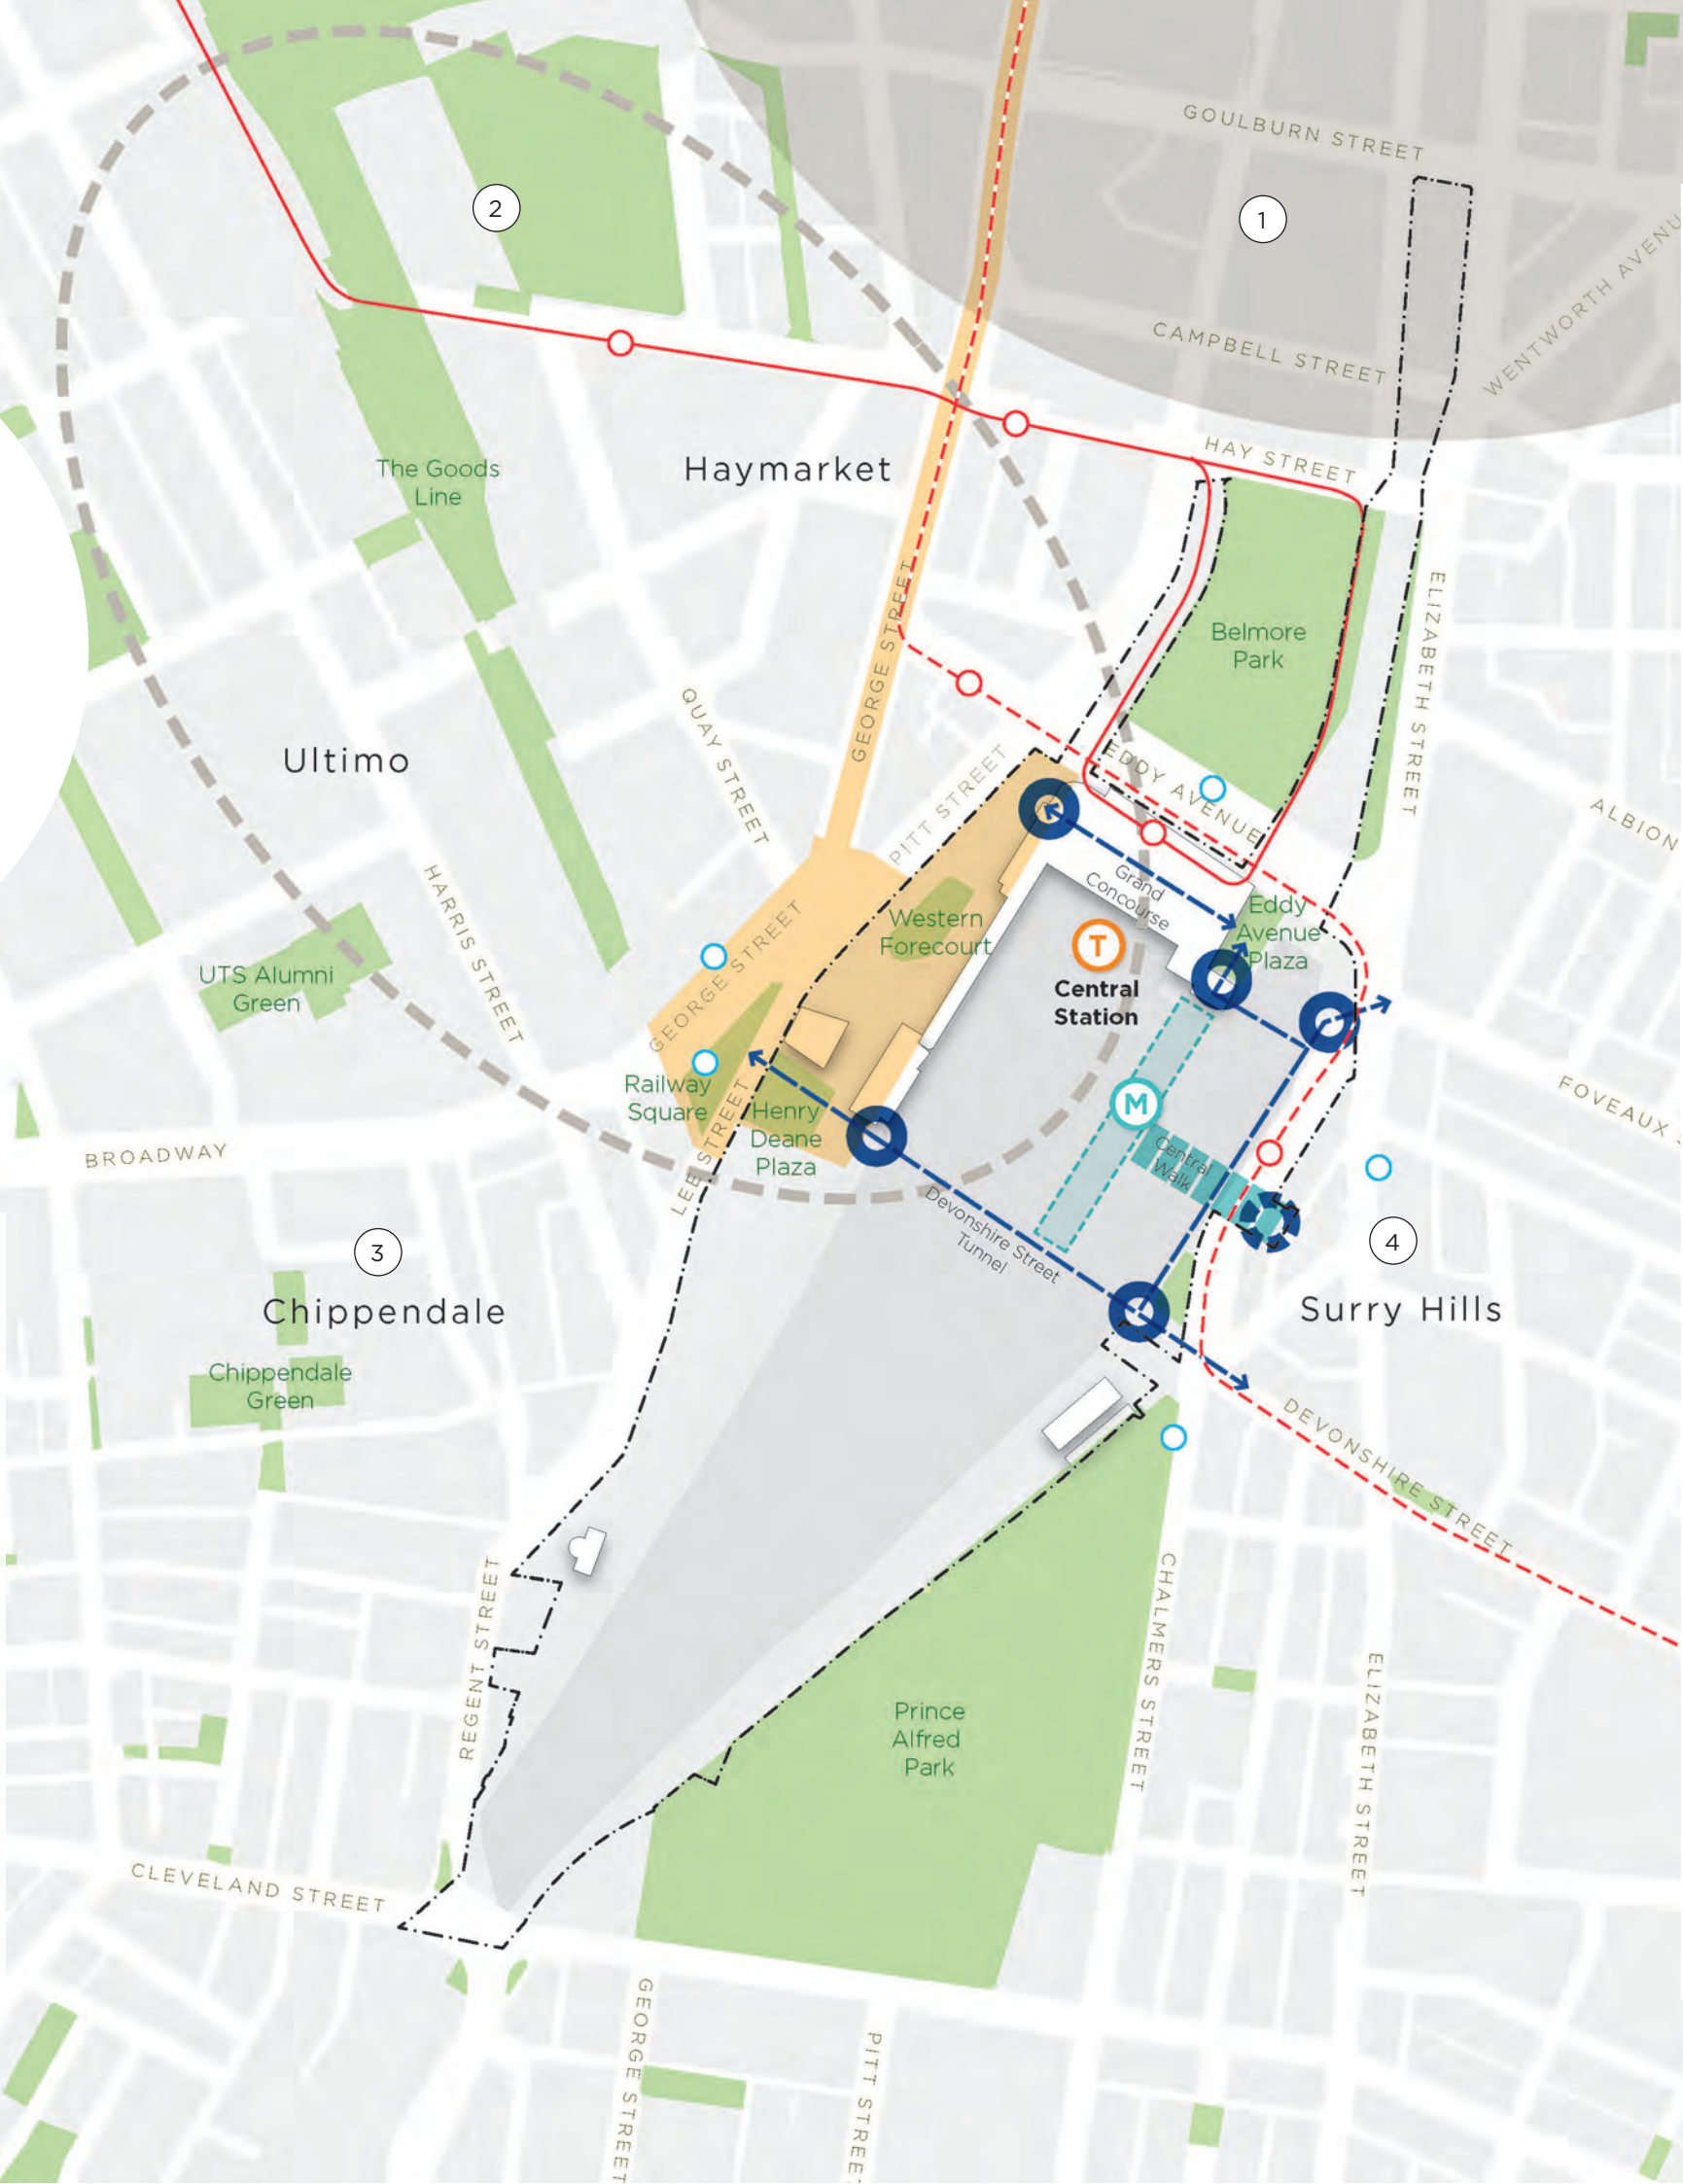 GOULBURN STREET
2
1
WENTWORTH AVENU
CAMPBELL STREET
HAY STREET
The Goods
Line
Haymarket
ELIZABETH STREET
GEORGE STREET
Belmore
Park
QUAY STREET
Ultimo
PITT STREET
EDDY AVENUE
ALBION
HARRIS STREET
Grand
Concourse
Western
Forecourt
Eddy
Avenue
Plaza
T
Central
Station
GEORGE STREET
UTS Alumni
Green
Railway
Square
Henry
Deane
Plaza
LEE STREET
M
FOVEAUX S
Central
Walk
BROADWAY
Devonshire Street
Tunnel
3
4
Chippendale
Surry Hills
Chippendale
Green
DEVONSHIRE STREET
REGENT STREET
CHALMERS STREET
ELIZABETH STREET
Prince
Alfred
Park
CLEVELAND STREET
GEORGE STREET
PITT STREET